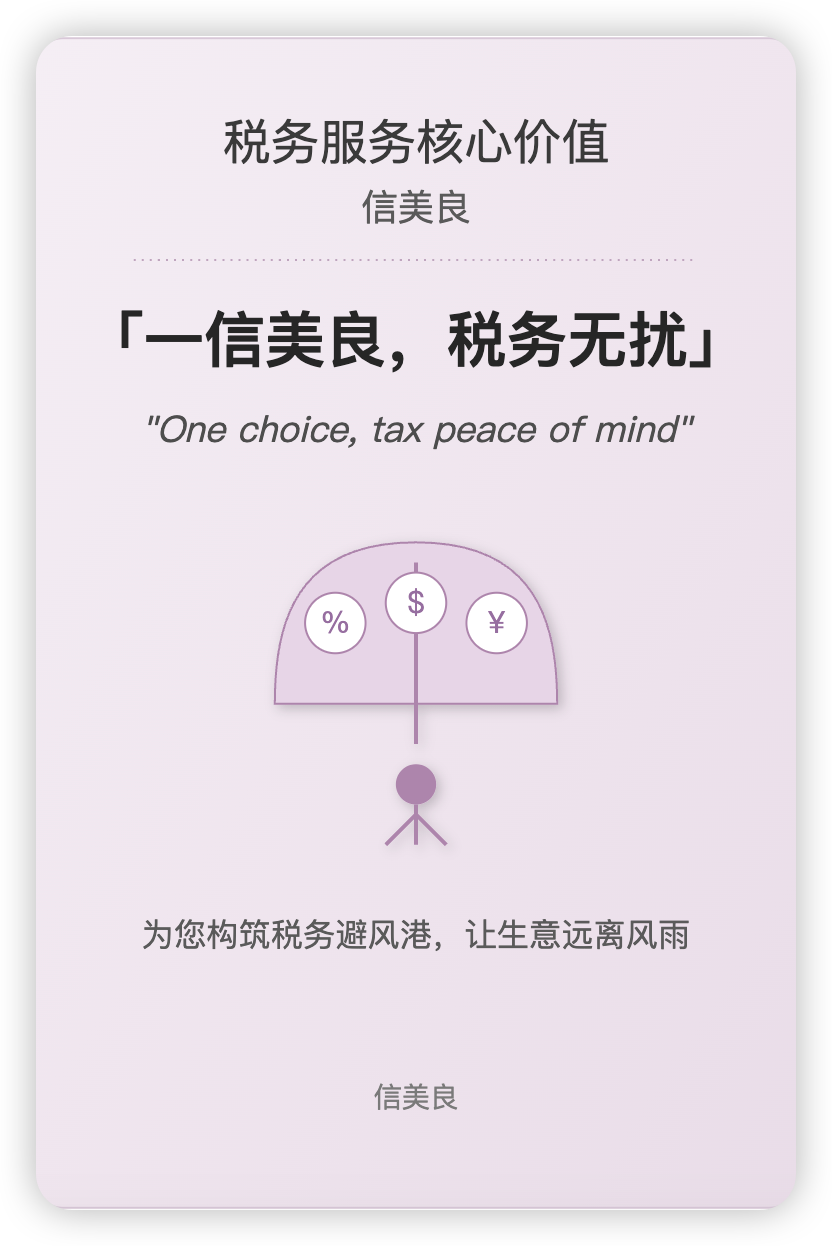 税务服务核心价值
信美良
「一信美良，税务无扰」
"One choice, tax peace of mind"
% $ ¥
为您构筑税务避风港，让生意远离风雨
信美良